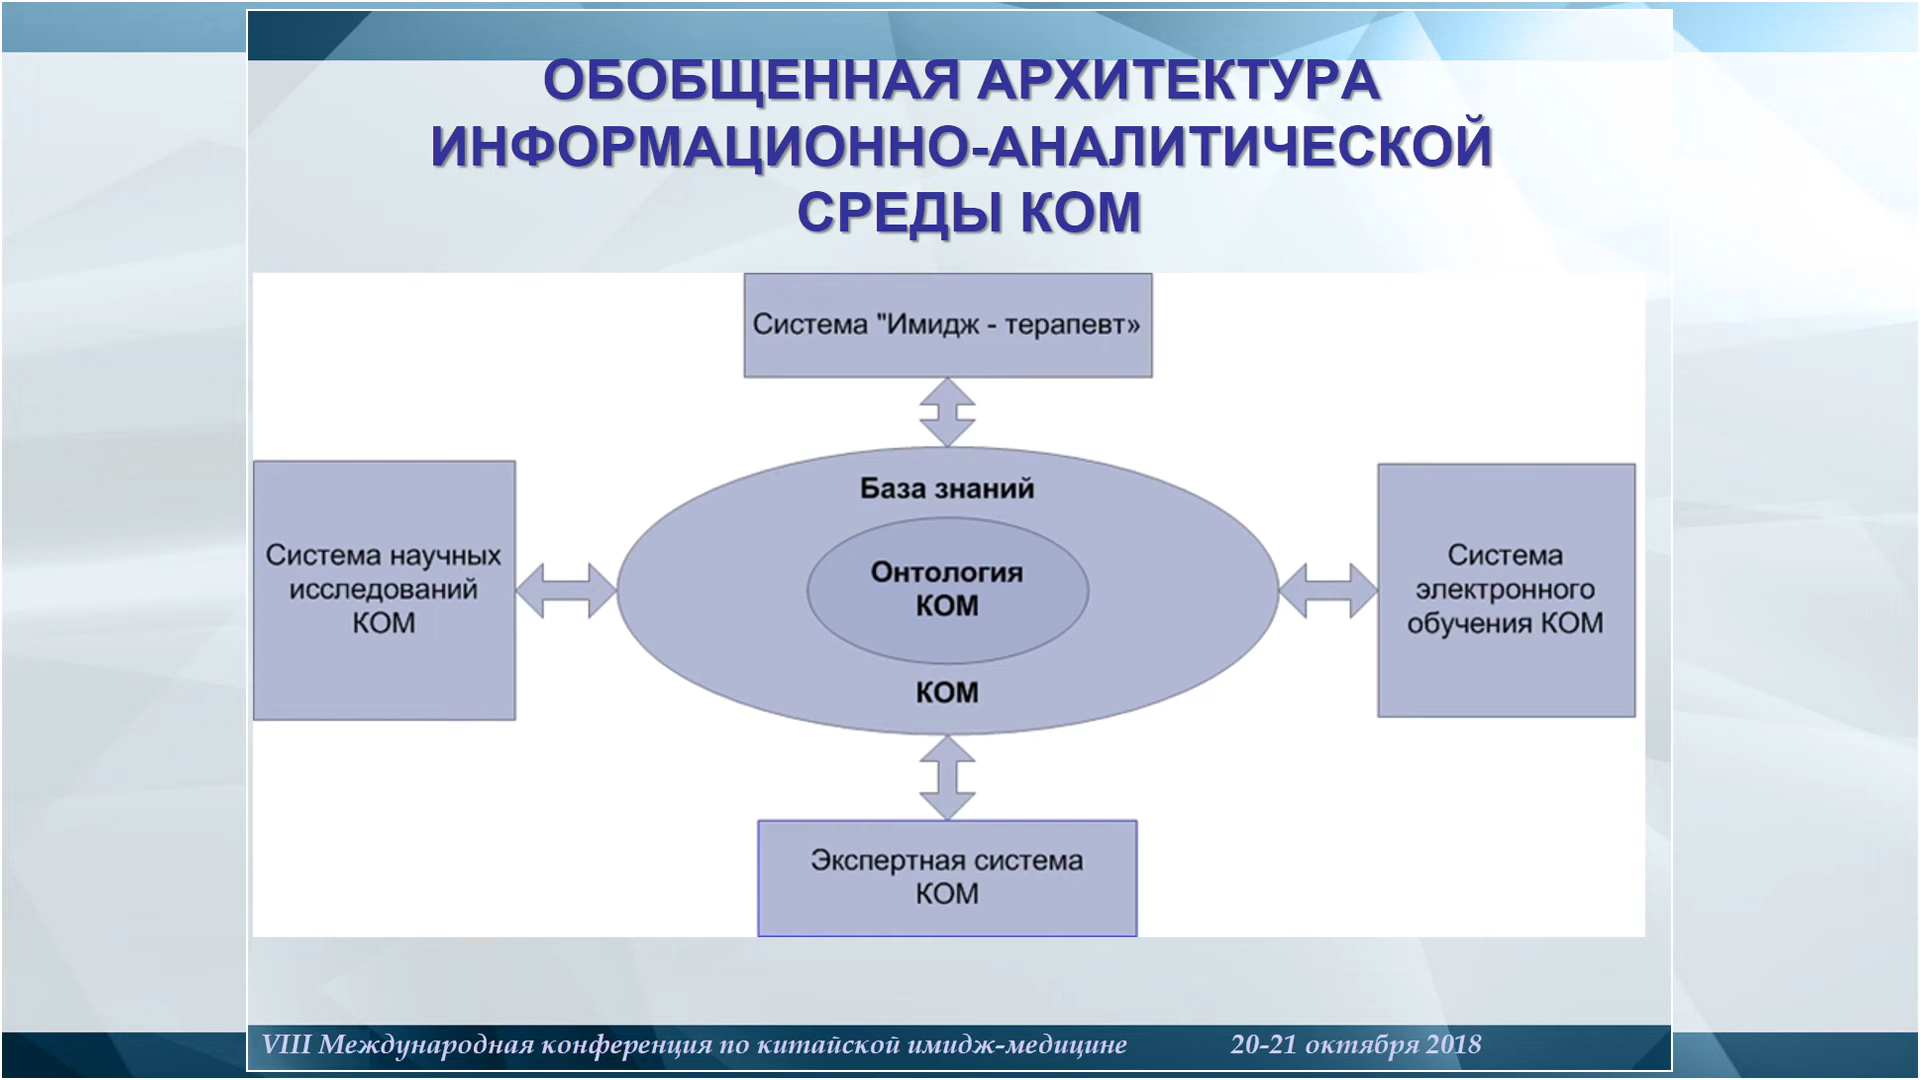 ОБОБЩЕННАЯ АРХИТЕКТУРА
ИНФОРМАЦИОННО-АНАЛИТИЧЕСКОЙ
СРЕДЫ КОМ
Система "Имидж - терапевт»
База знаний
Онтология
КОМ
КОМ
Система научных
исследований
КОМ
Система
электронного
обучения КОМ
Экспертная система
КОМ
VIII Международная конференция по китайской имидж-медицине 20-21 октября 2018